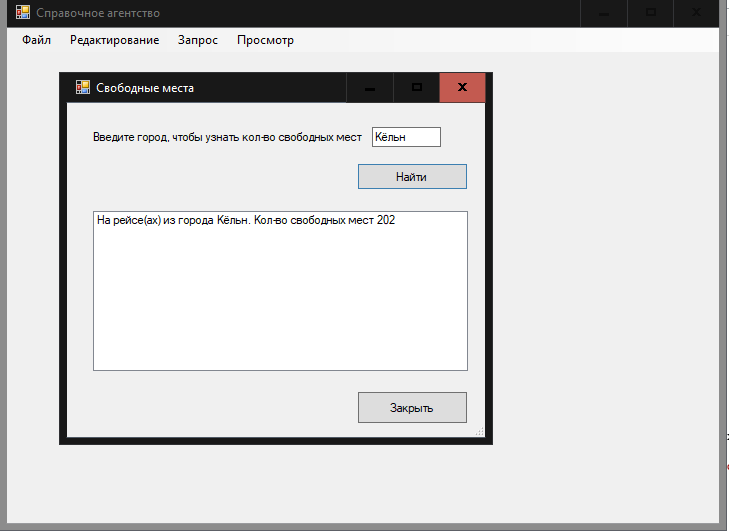 Справочное агентство
Файл Редактирование Запрос Просмотр
Свободные места
Введите город, чтобы узнать кол-во свободных мест Кёльн
Найти
На рейсе(ах) из города Кёльн. Кол-во свободных мест 202
Закрыть